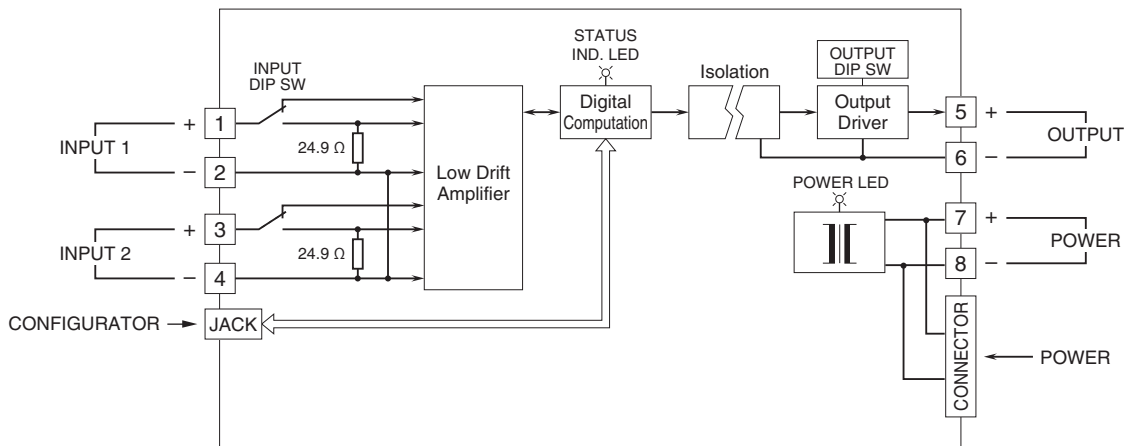 STATUS
IND. LED
OUTPUT
DIP SW
INPUT
DIP SW
Isolation
Digital
Computation
Output
Driver
1
+
INPUT 1
24.9 Ω
−
2
Low Drift
Amplifier
3
+
INPUT 2
24.9 Ω
−
4
5
+
OUTPUT
6
−
POWER LED
7
+
POWER
8
−
CONFIGURATOR
JACK
CONNECTOR
POWER